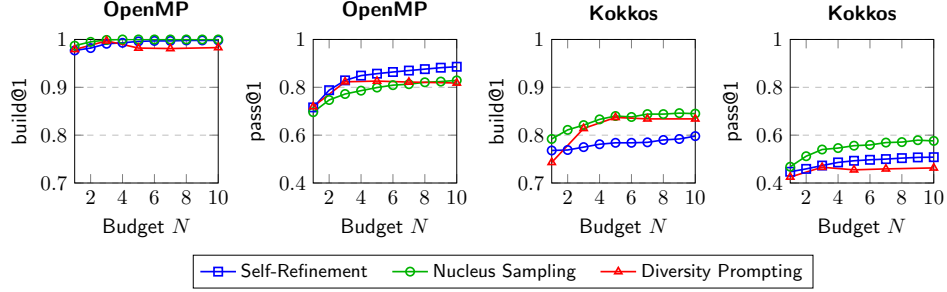 OpenMP
OpenMP
Kokkos
Kokkos
build@1
1
0.9
0.8
0.7
2 4 6 8 10
Budget N
pass@1
1
0.8
0.6
0.4
2 4 6 8 10
Budget N
build@1
1
0.9
0.8
0.7
2 4 6 8 10
Budget N
pass@1
1
0.8
0.6
0.4
2 4 6 8 10
Budget N
Self-Refinement Nucleus Sampling Diversity Prompting